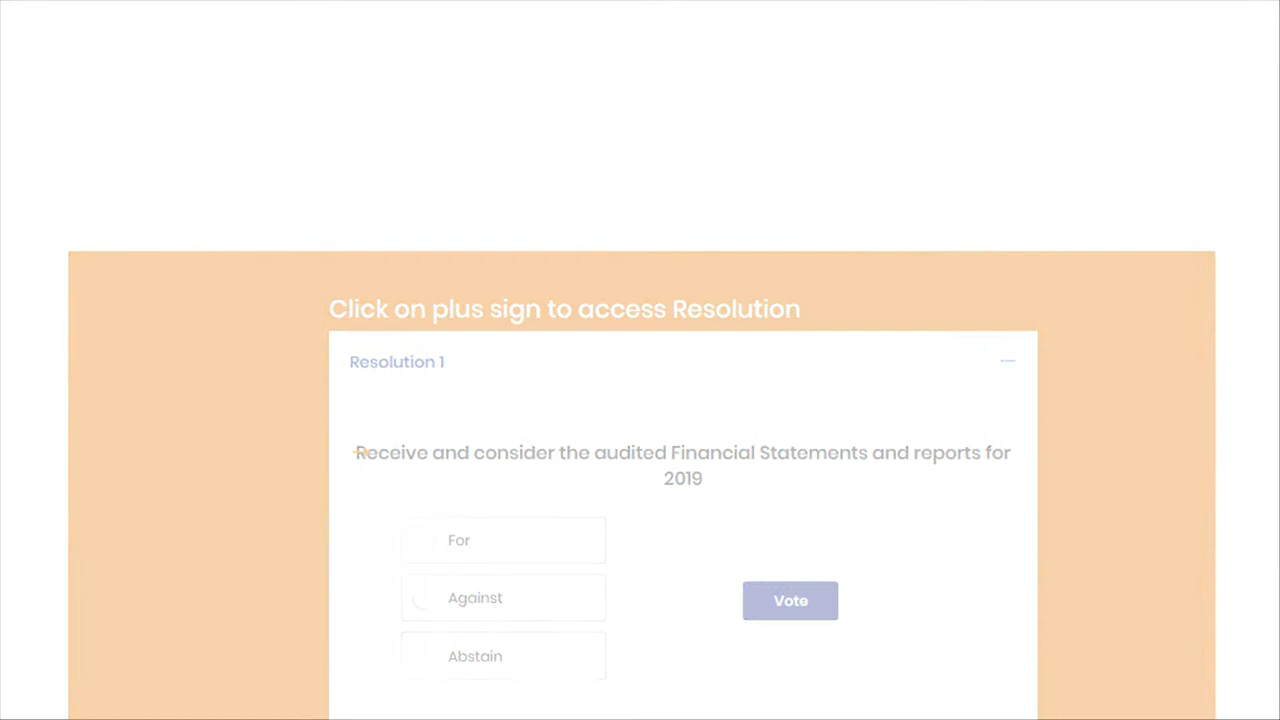 Click on plus sign to access Resolution
Resolution 1
Receive and consider the audited Financial Statements and reports for
2019
For
Against
Vote
Abstain